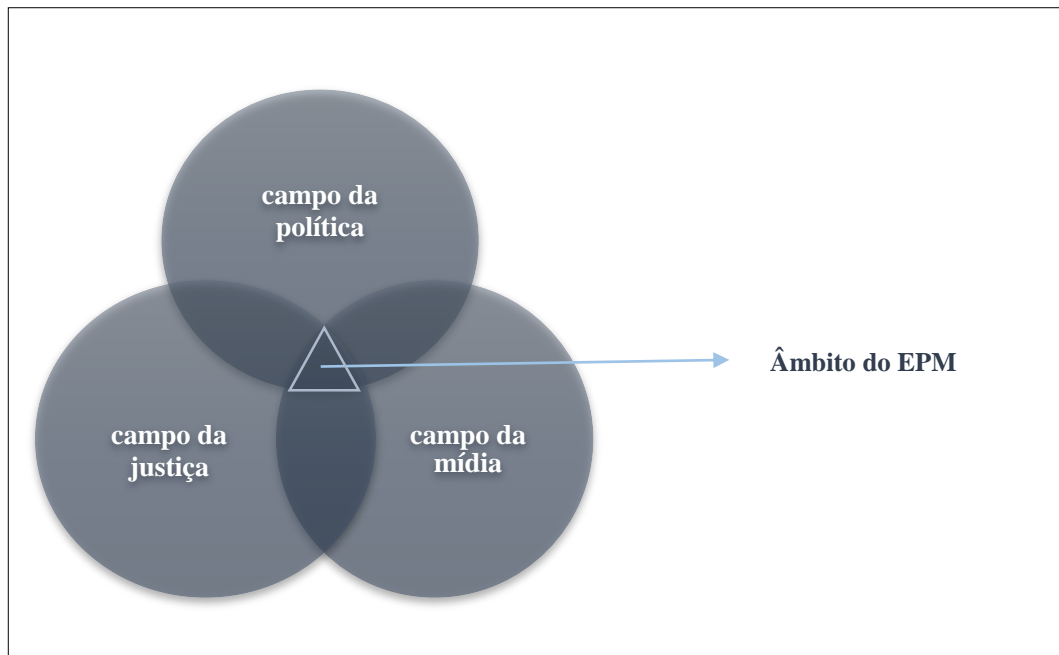 campo da
política
Âmbito do EPM
campo da
justiça
campo da
mídia